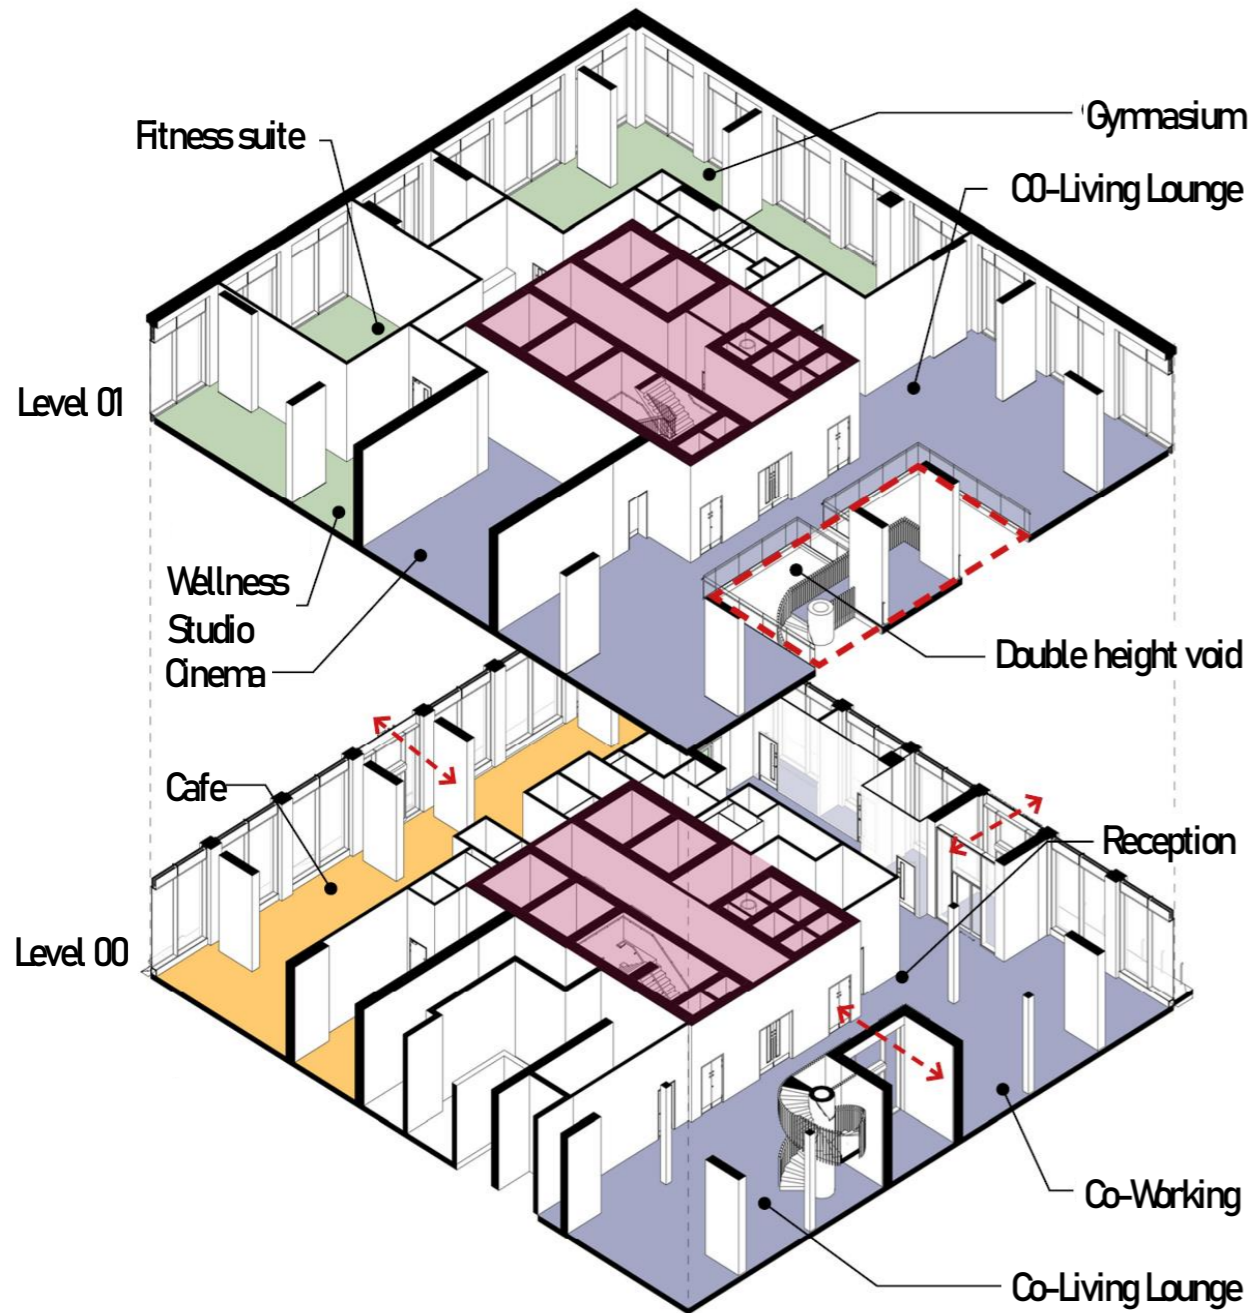 Gymnasium
Fitness suite
CO-Living Lounge
Level 01
Wellness
Studio
Cinema
Double height void
Cafe
Reception
Level 00
Co-Working
Co-Living Lounge